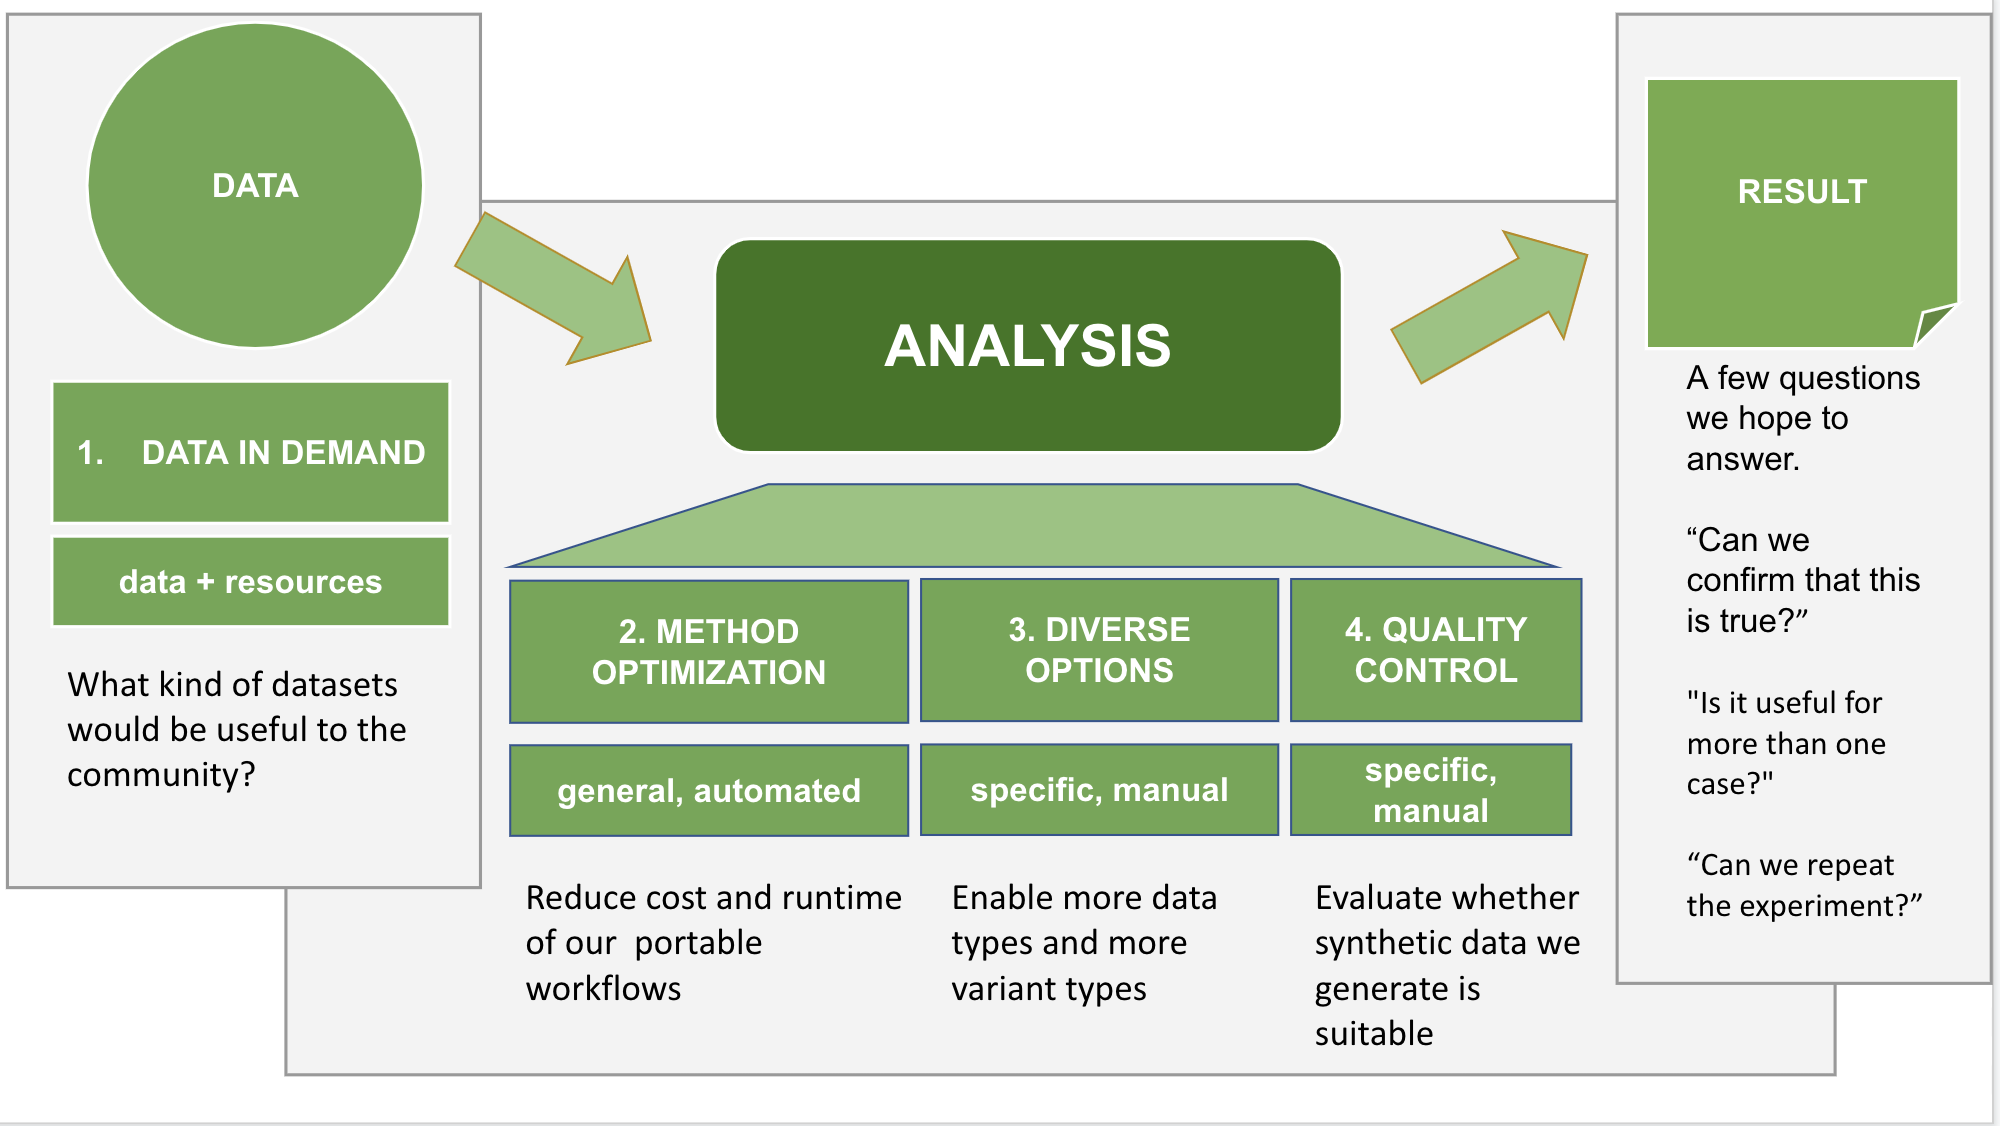 DATA
1. DATA IN DEMAND
data + resources
What kind of datasets
would be useful to the
community?
ANALYSIS
2. METHOD
OPTIMIZATION
general, automated
Reduce cost and runtime
of our  portable
workflows
3. DIVERSE
OPTIONS
specific, manual
Enable more data
types and more
variant types
4. QUALITY
CONTROL
specific,
manual
Evaluate whether
synthetic data we
generate is
suitable
RESULT
A few questions
we hope to
answer.
“Can we
confirm that this
is true?”
"Is it useful for
more than one
case?"
“Can we repeat
the experiment?”